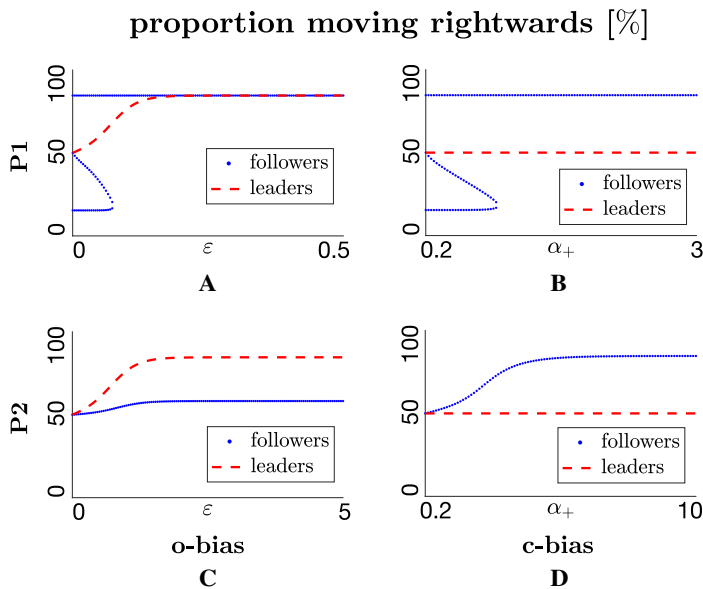 proportion moving rightwards [%]
P1
100
50
0
followers
leaders
0
ε
0.5
A
100
50
0
followers
leaders
0.2
α₊
3
B
P2
100
50
0
followers
leaders
0
ε
5
o-bias
C
100
50
0
followers
leaders
0.2
α₊
10
c-bias
D